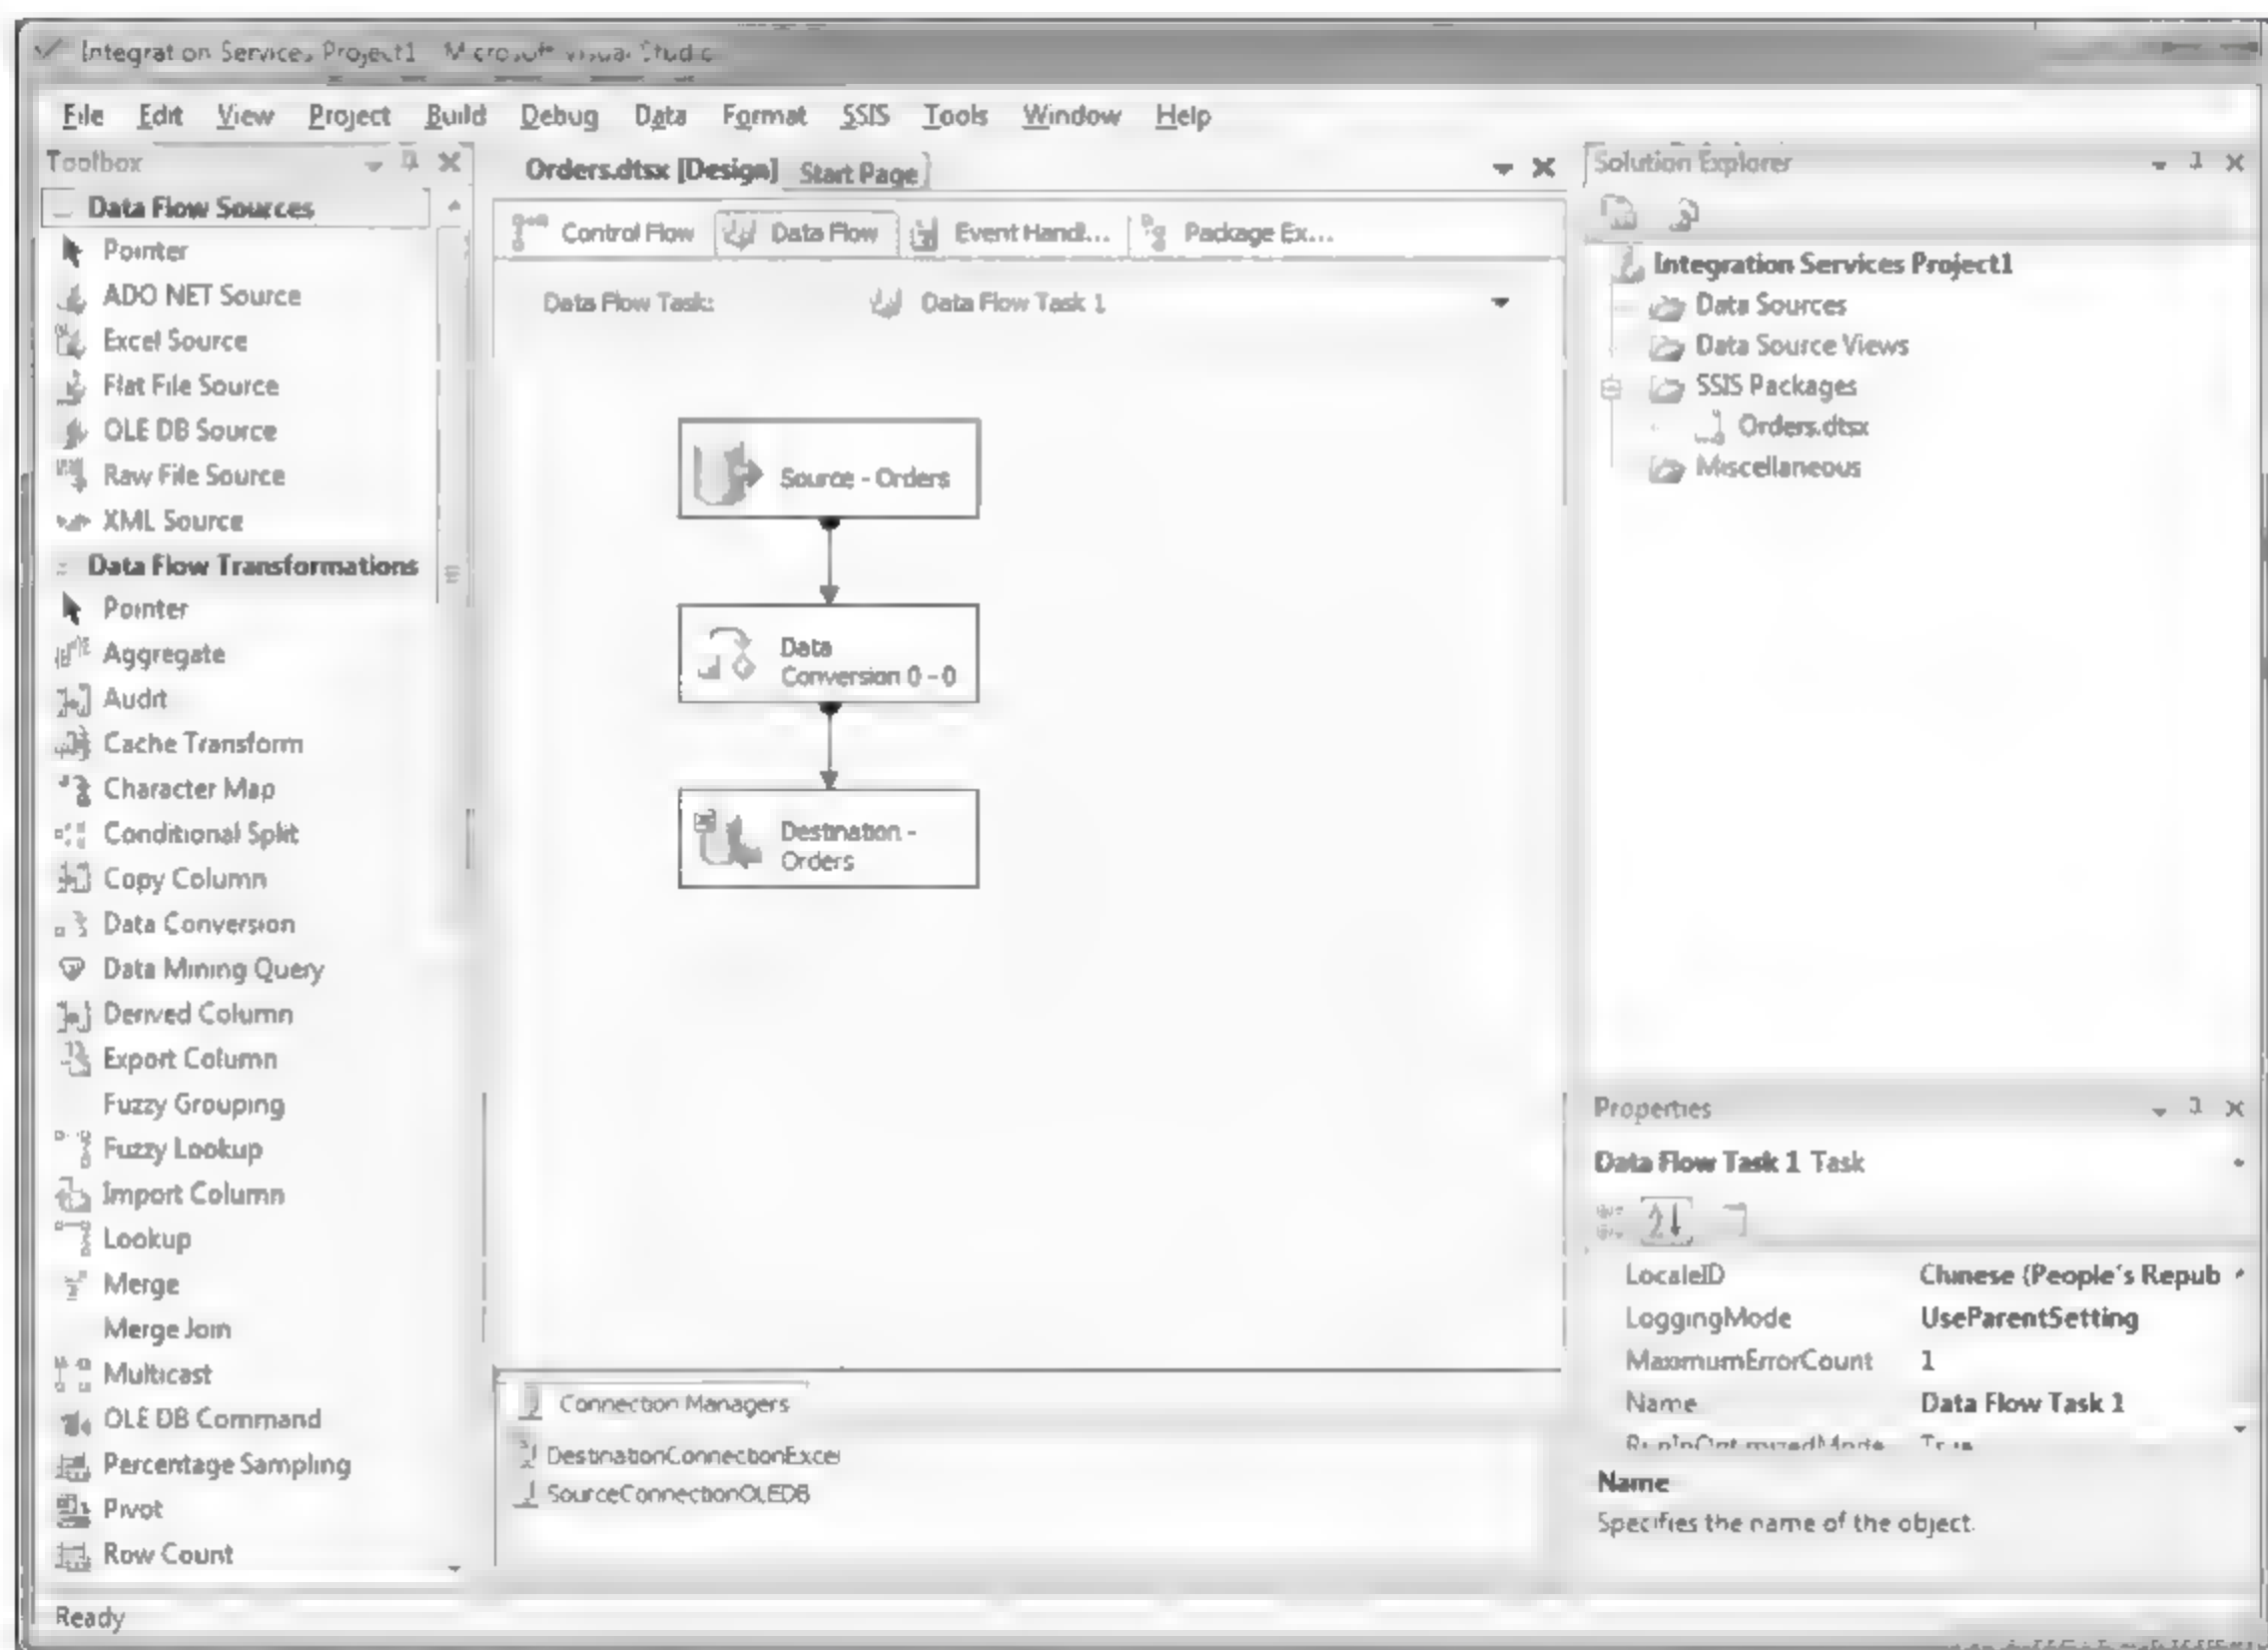 Integration Services Project1 Microsoft Visual Studio
File Edit View Project Build Debug Data Format SSIS Tools Window Help
Toolbox
Data Flow Sources
Pointer
ADO NET Source
Excel Source
Flat File Source
OLE DB Source
Raw File Source
XML Source
Data Flow Transformations
Pointer
Aggregate
Audit
Cache Transform
Character Map
Conditional Split
Copy Column
Data Conversion
Data Mining Query
Derived Column
Export Column
Fuzzy Grouping
Fuzzy Lookup
Import Column
Lookup
Merge
Merge Join
Multicast
OLE DB Command
Percentage Sampling
Pivot
Row Count
Orders.dtsx [Design] Start Page
Control Flow Data Flow Event Handl... Package Ex...
Data Flow Task: Data Flow Task 1
Source - Orders
Data
Conversion 0 - 0
Destination -
Orders
Connection Managers
DestinationConnectionExcel
SourceConnectionOLEDB
Solution Explorer
Integration Services Project1
Data Sources
Data Source Views
SSIS Packages
Orders.dtsx
Miscellaneous
Properties
Data Flow Task 1 Task
LocaleID Chinese (People's Repub
LoggingMode UseParentSetting
MaximumErrorCount 1
Name Data Flow Task 1
RunInOptimizedMode True
Name
Specifies the name of the object.
Ready